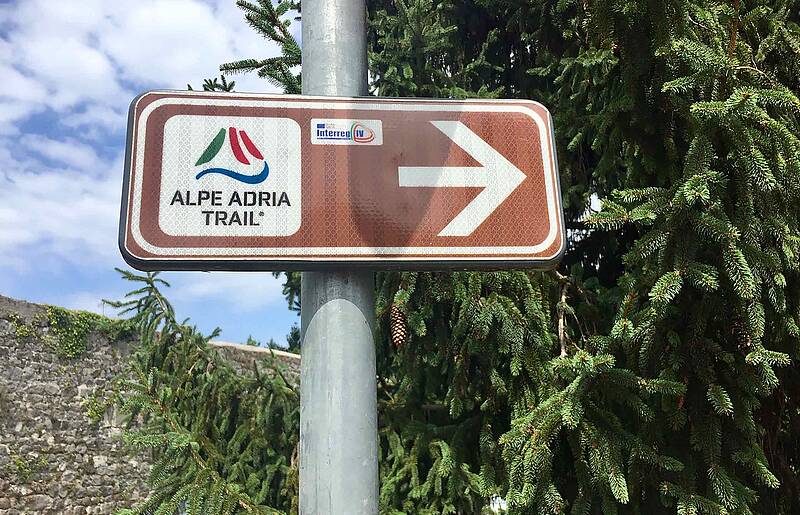 ALPE ADRIA
TRAIL®
Interreg IV